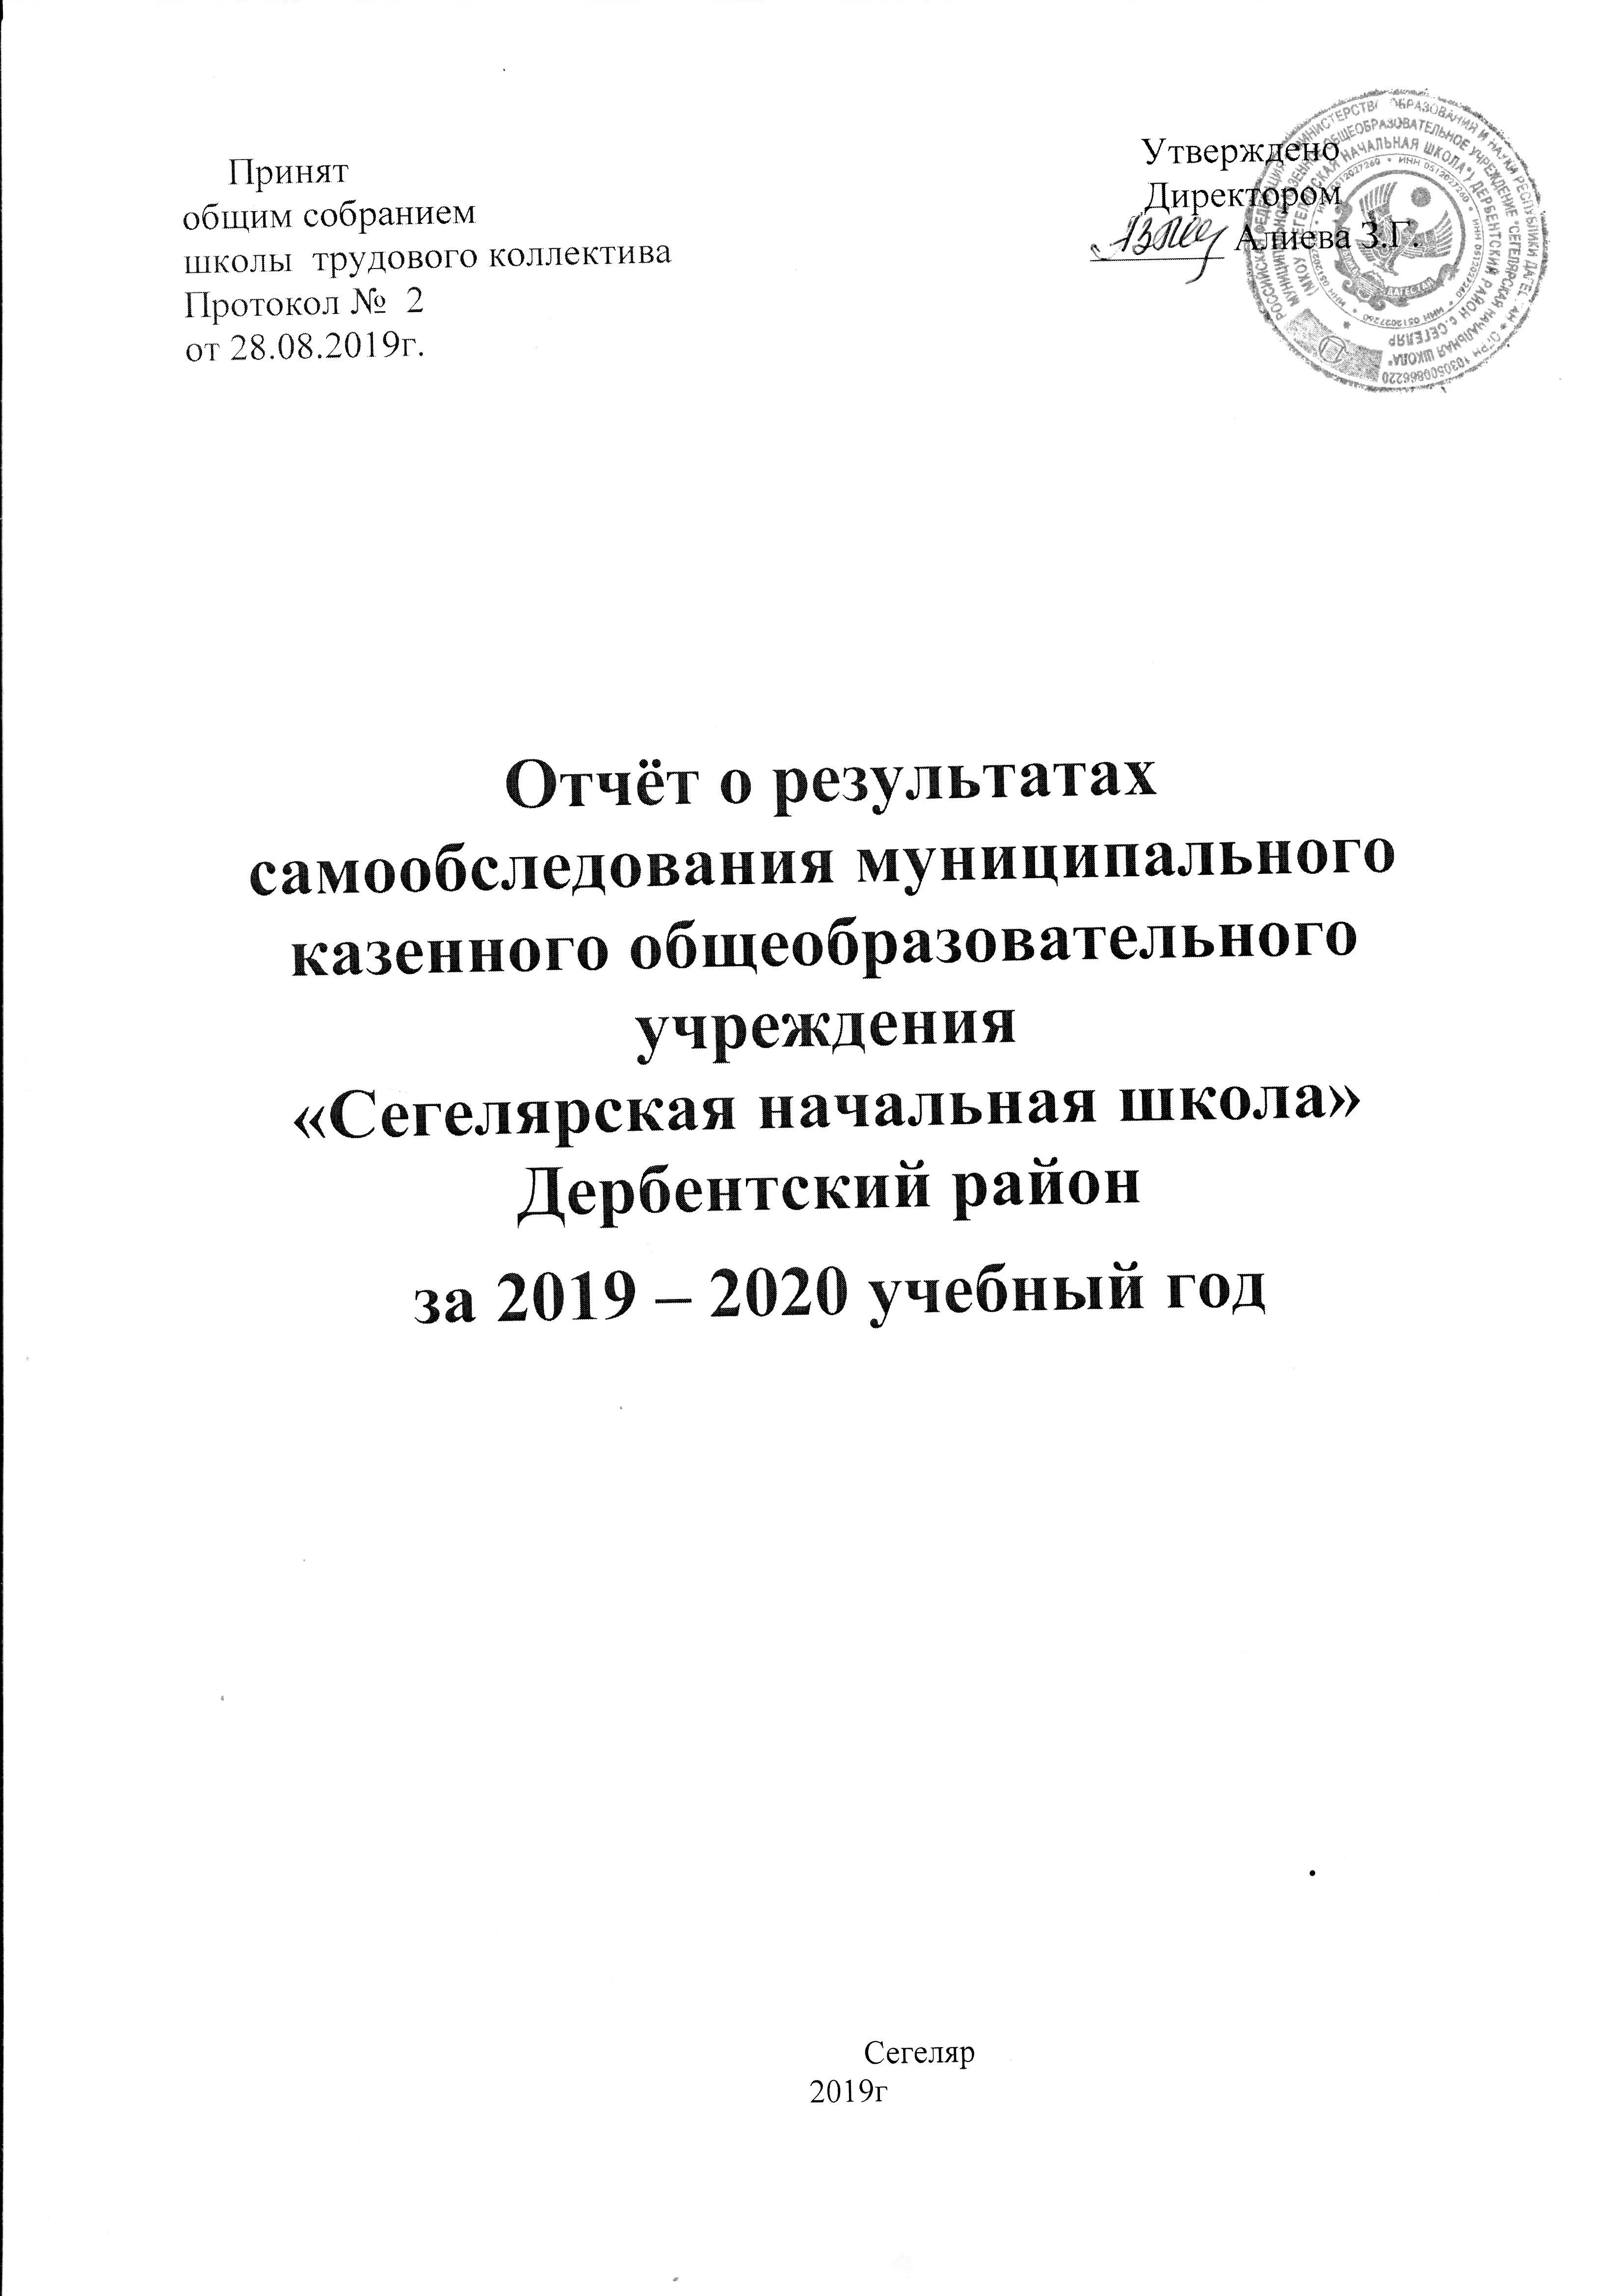 Принят
общим собранием
школы трудового коллектива
Протокол № 2
от 28.08.2019г.
Утверждено
Директором
Алиева З.Г.
Отчёт о результатах
самообследования муниципального
казенного общеобразовательного
учреждения
«Сегелярская начальная школа»
Дербентский район
за 2019 – 2020 учебный год
Сегеляр
2019г